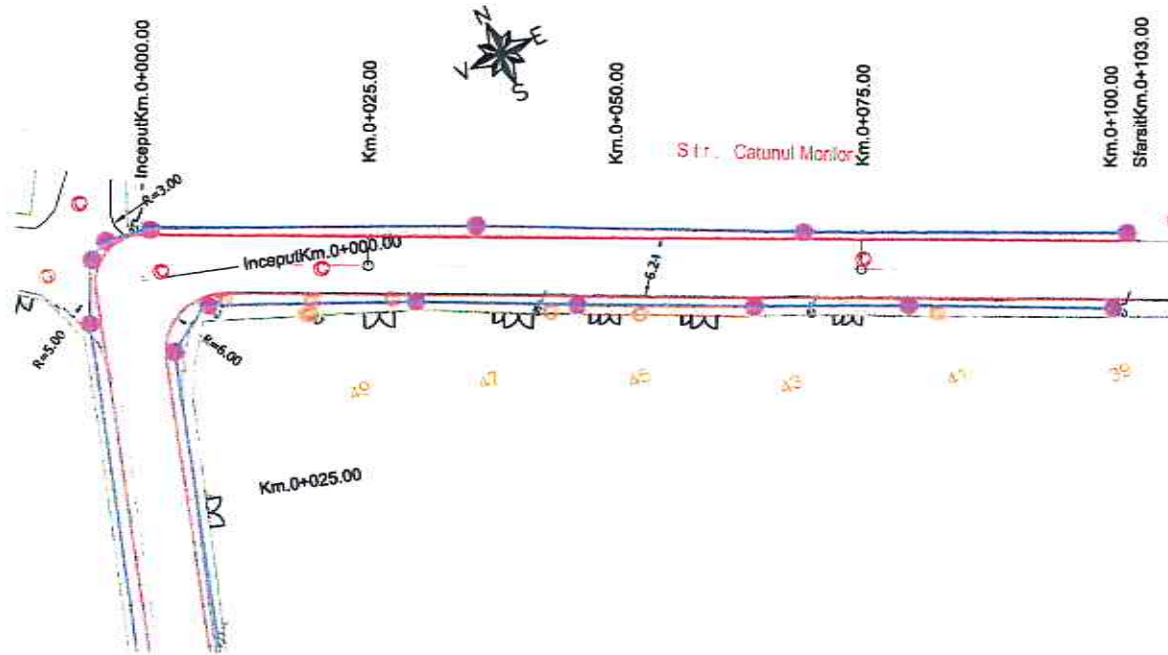 N
E
V
S
InceputKm.0+000.00
Km.0+025.00
Km.0+050.00
Km.0+075.00
Km.0+100.00
SfarsitKm.0+103.00
Str. Catunul Morilor
R=3.00
InceputKm.0+000.00
6.21
R=5.00
R=6.00
49
47
45
43
41
39
Km.0+025.00